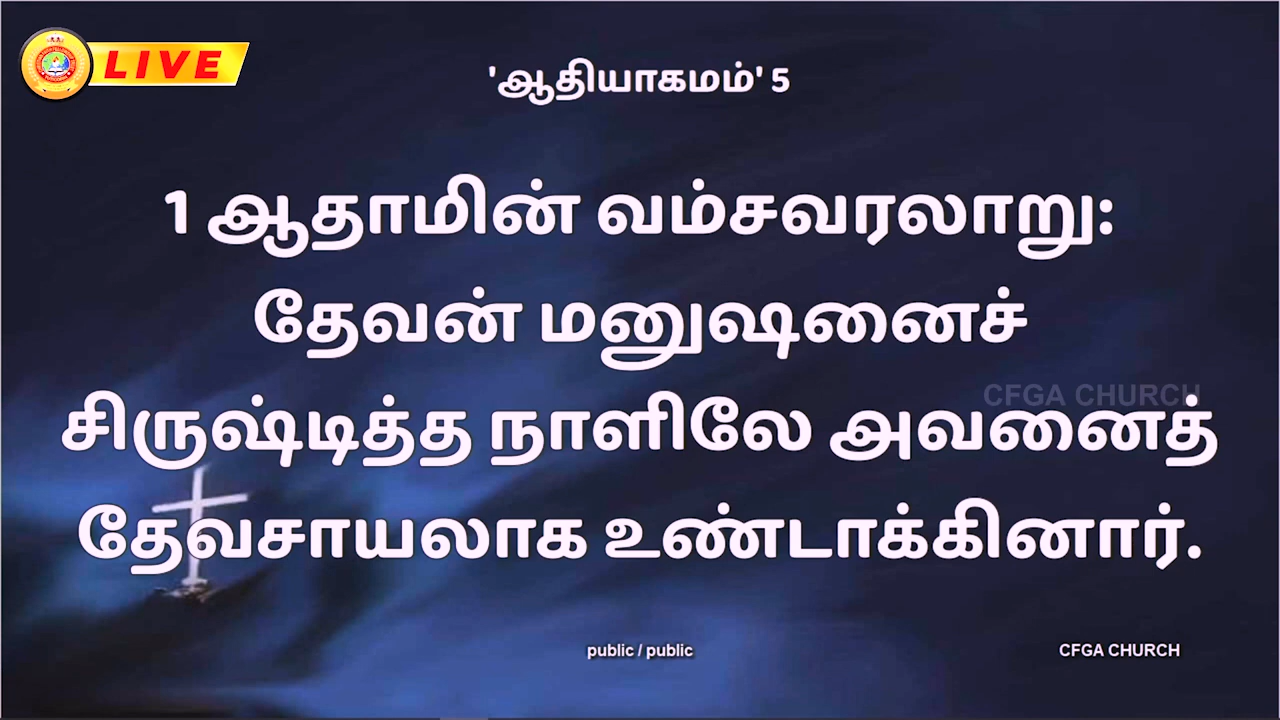 LIVE
'ஆதியாகமம்' 5
1 ஆதாமின் வம்சவரலாறு:
தேவன் மனுஷனைச்
CFGA CHURCH
சிருஷ்டித்த நாளிலே அவனைத்
தேவசாயலாக உண்டாக்கினார்.
public / public
CFGA CHURCH